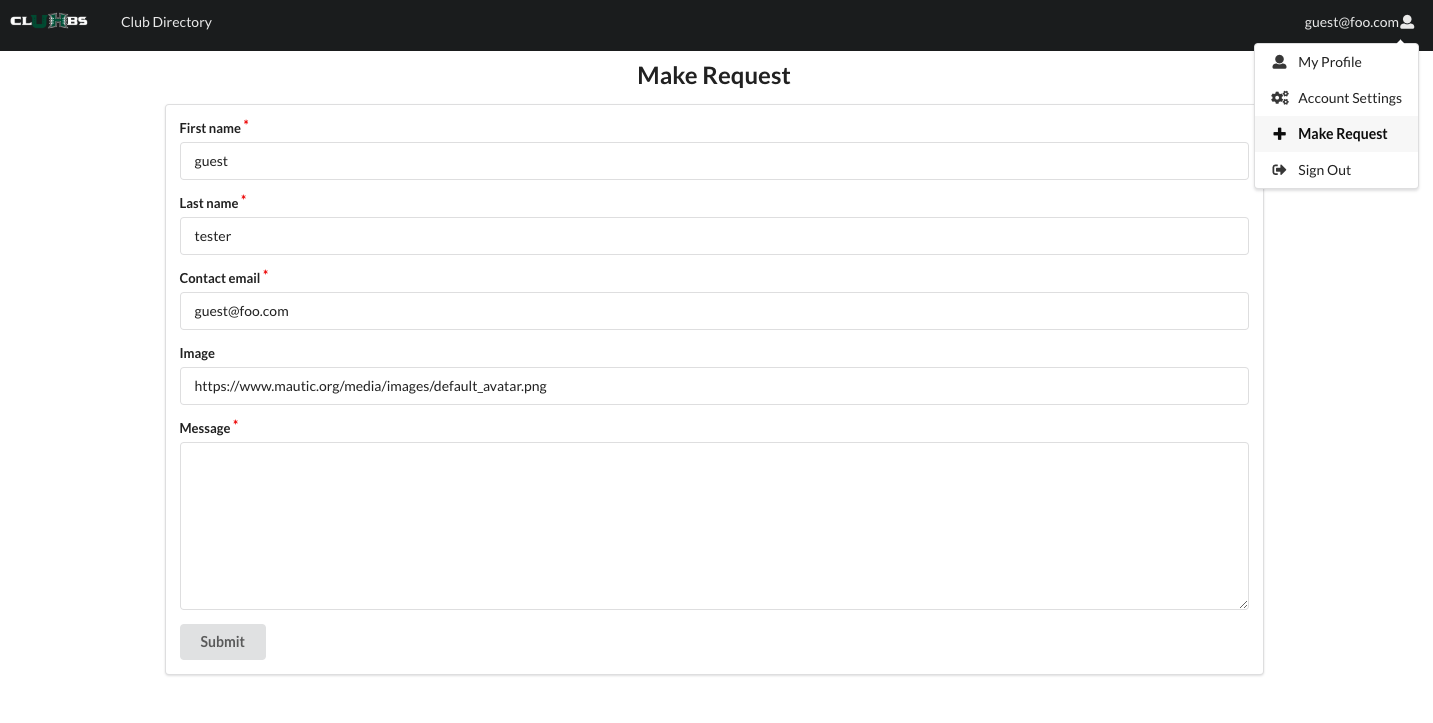 CLUHBS
Club Directory
guest@foo.com
My Profile
Account Settings
Make Request
Sign Out
Make Request
First name *
guest
Last name *
tester
Contact email *
guest@foo.com
Image
https://www.mautic.org/media/images/default_avatar.png
Message *
Submit